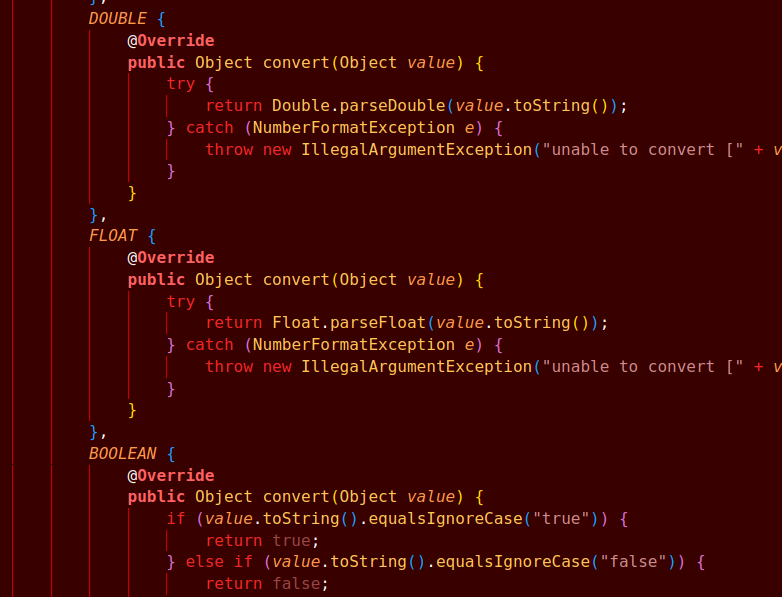 },
DOUBLE {
@Override
public Object convert(Object value) {
try {
return Double.parseDouble(value.toString());
} catch (NumberFormatException e) {
throw new IllegalArgumentException("unable to convert [" + v
}
}
},
FLOAT {
@Override
public Object convert(Object value) {
try {
return Float.parseFloat(value.toString());
} catch (NumberFormatException e) {
throw new IllegalArgumentException("unable to convert [" + v
}
}
},
BOOLEAN {
@Override
public Object convert(Object value) {
if (value.toString().equalsIgnoreCase("true")) {
return true;
} else if (value.toString().equalsIgnoreCase("false")) {
return false;